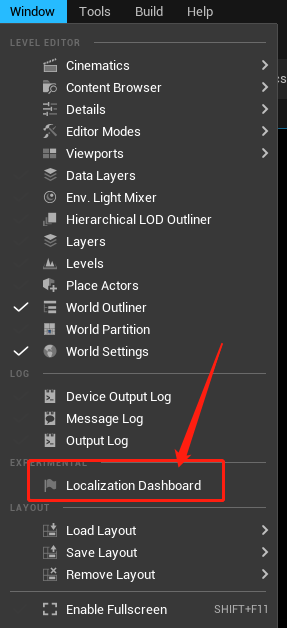 Window Tools Build Help
LEVEL EDITOR
Cinematics
Content Browser
Details
Editor Modes
Viewports
Data Layers
Env. Light Mixer
Hierarchical LOD Outliner
Layers
Levels
Place Actors
World Outliner
World Partition
World Settings
LOG
Device Output Log
Message Log
Output Log
EXPERIMENTAL
Localization Dashboard
LAYOUT
Load Layout
Save Layout
Remove Layout
Enable Fullscreen SHIFT+F11